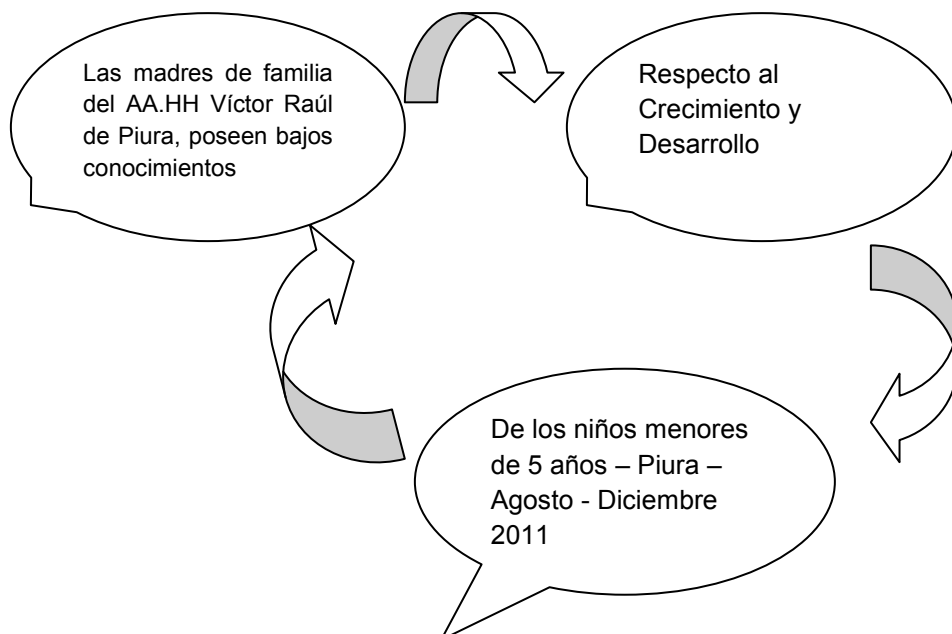 Las madres de familia
del AA.HH Víctor Raúl
de Piura, poseen bajos
conocimientos
Respecto al
Crecimiento y
Desarrollo
De los niños menores
de 5 años – Piura –
Agosto - Diciembre
2011